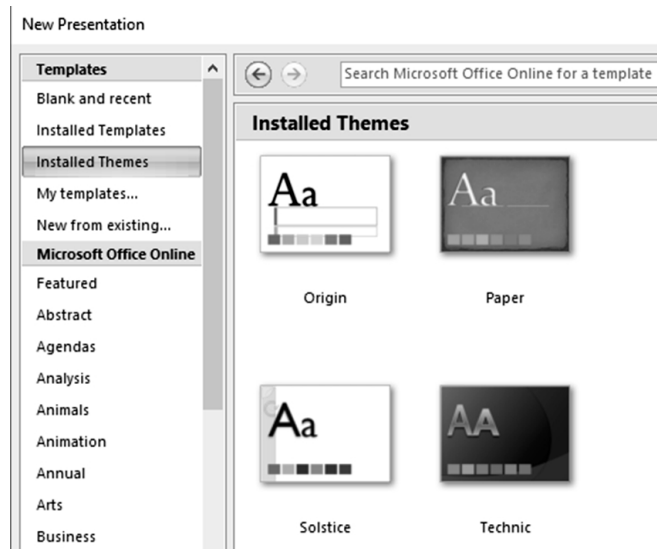 New Presentation
Templates
Blank and recent
Installed Templates
Installed Themes
My templates...
New from existing...
Microsoft Office Online
Featured
Abstract
Agendas
Analysis
Animals
Animation
Annual
Arts
Business
Search Microsoft Office Online for a template
Installed Themes
Aa
Aa
Origin
Paper
Aa
AA
Solstice
Technic